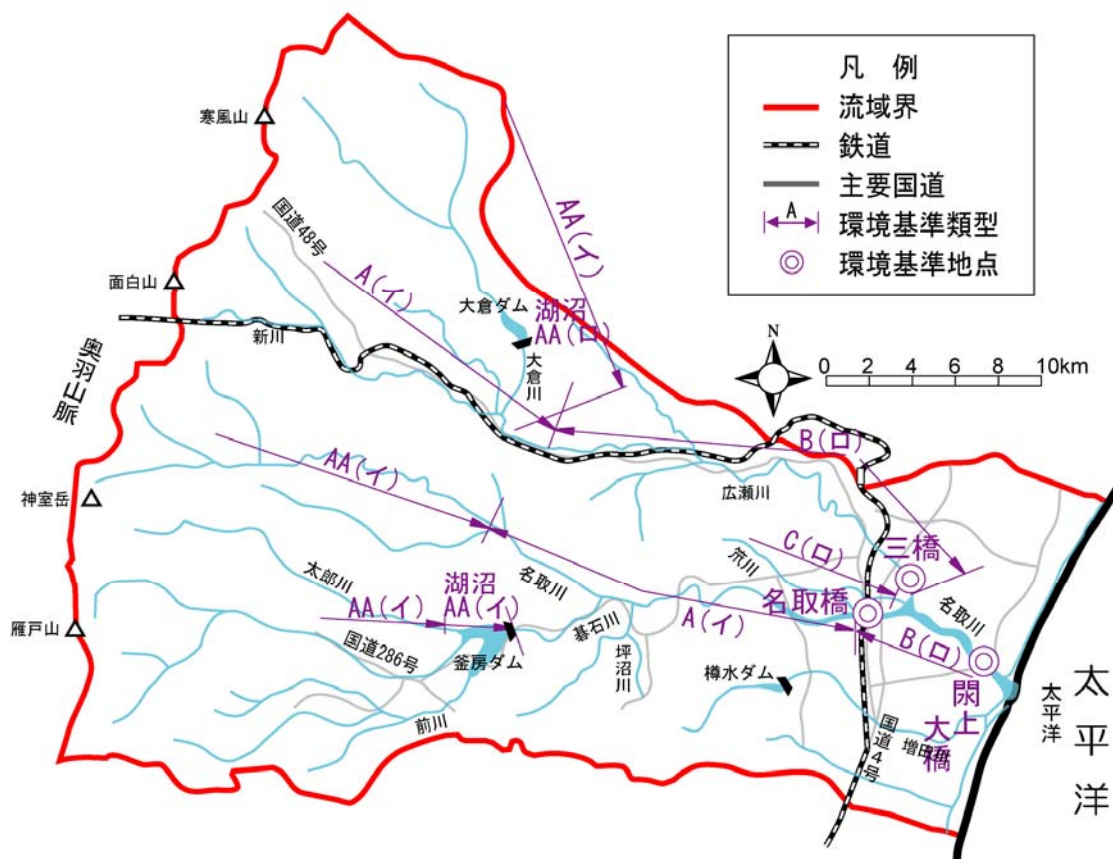 凡 例
流域界
鉄道
主要国道
A
環境基準類型
環境基準地点
N
0 2 4 6 8 10km
寒風山
面白山
奥羽山脈
神室岳
雁戸山
国道48号
A(イ)
AA(イ)
大倉ダム
湖沼
AA(ロ)
大倉川
新川
B(ロ)
広瀬川
AA(イ)
名取川
太郎川
湖沼
AA(イ)
AA(イ)
国道286号
釜房ダム
碁石川
坪沼川
前川
A(イ)
笊川
C(ロ)
三橋
名取橋
名取川
B(ロ)
閖上大橋
樽水ダム
国道4号
増田川
太平洋
太平洋